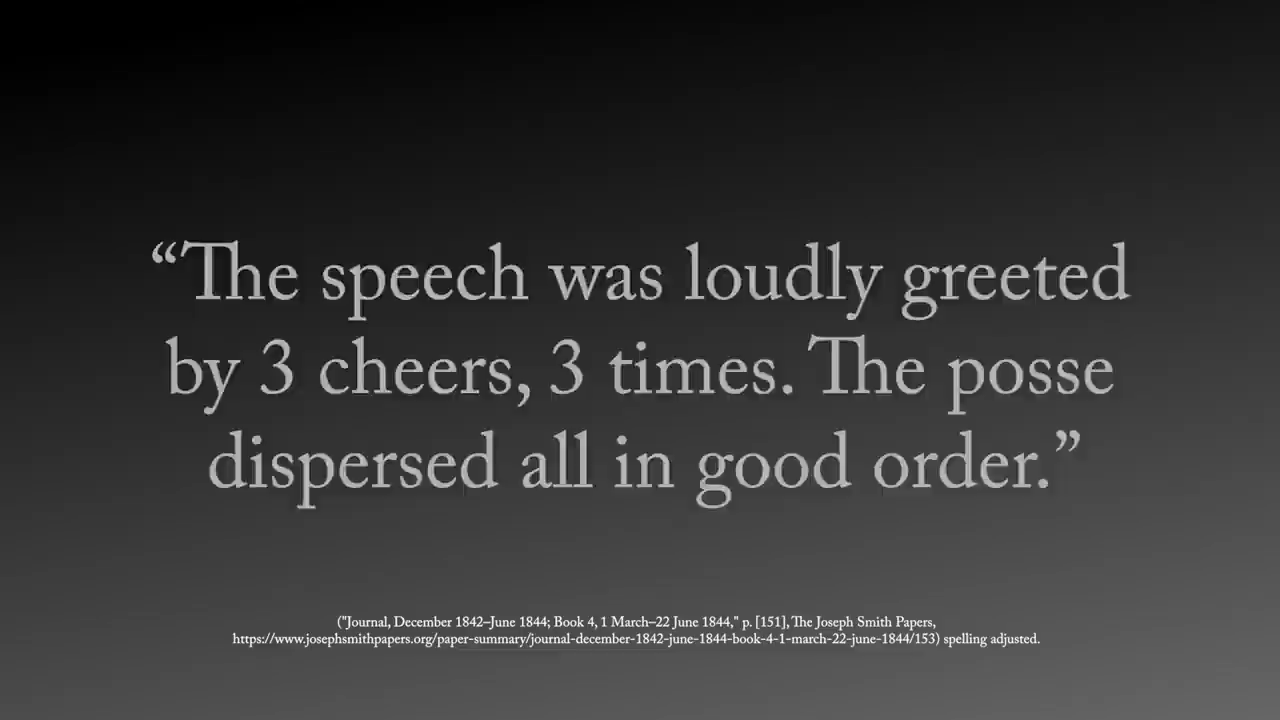 “The speech was loudly greeted
by 3 cheers, 3 times. The posse
dispersed all in good order.”
("Journal, December 1842–June 1844; Book 4, 1 March–22 June 1844," p. [151], The Joseph Smith Papers,
https://www.josephsmithpapers.org/paper-summary/journal-december-1842-june-1844-book-4-1-march-22-june-1844/153) spelling adjusted.